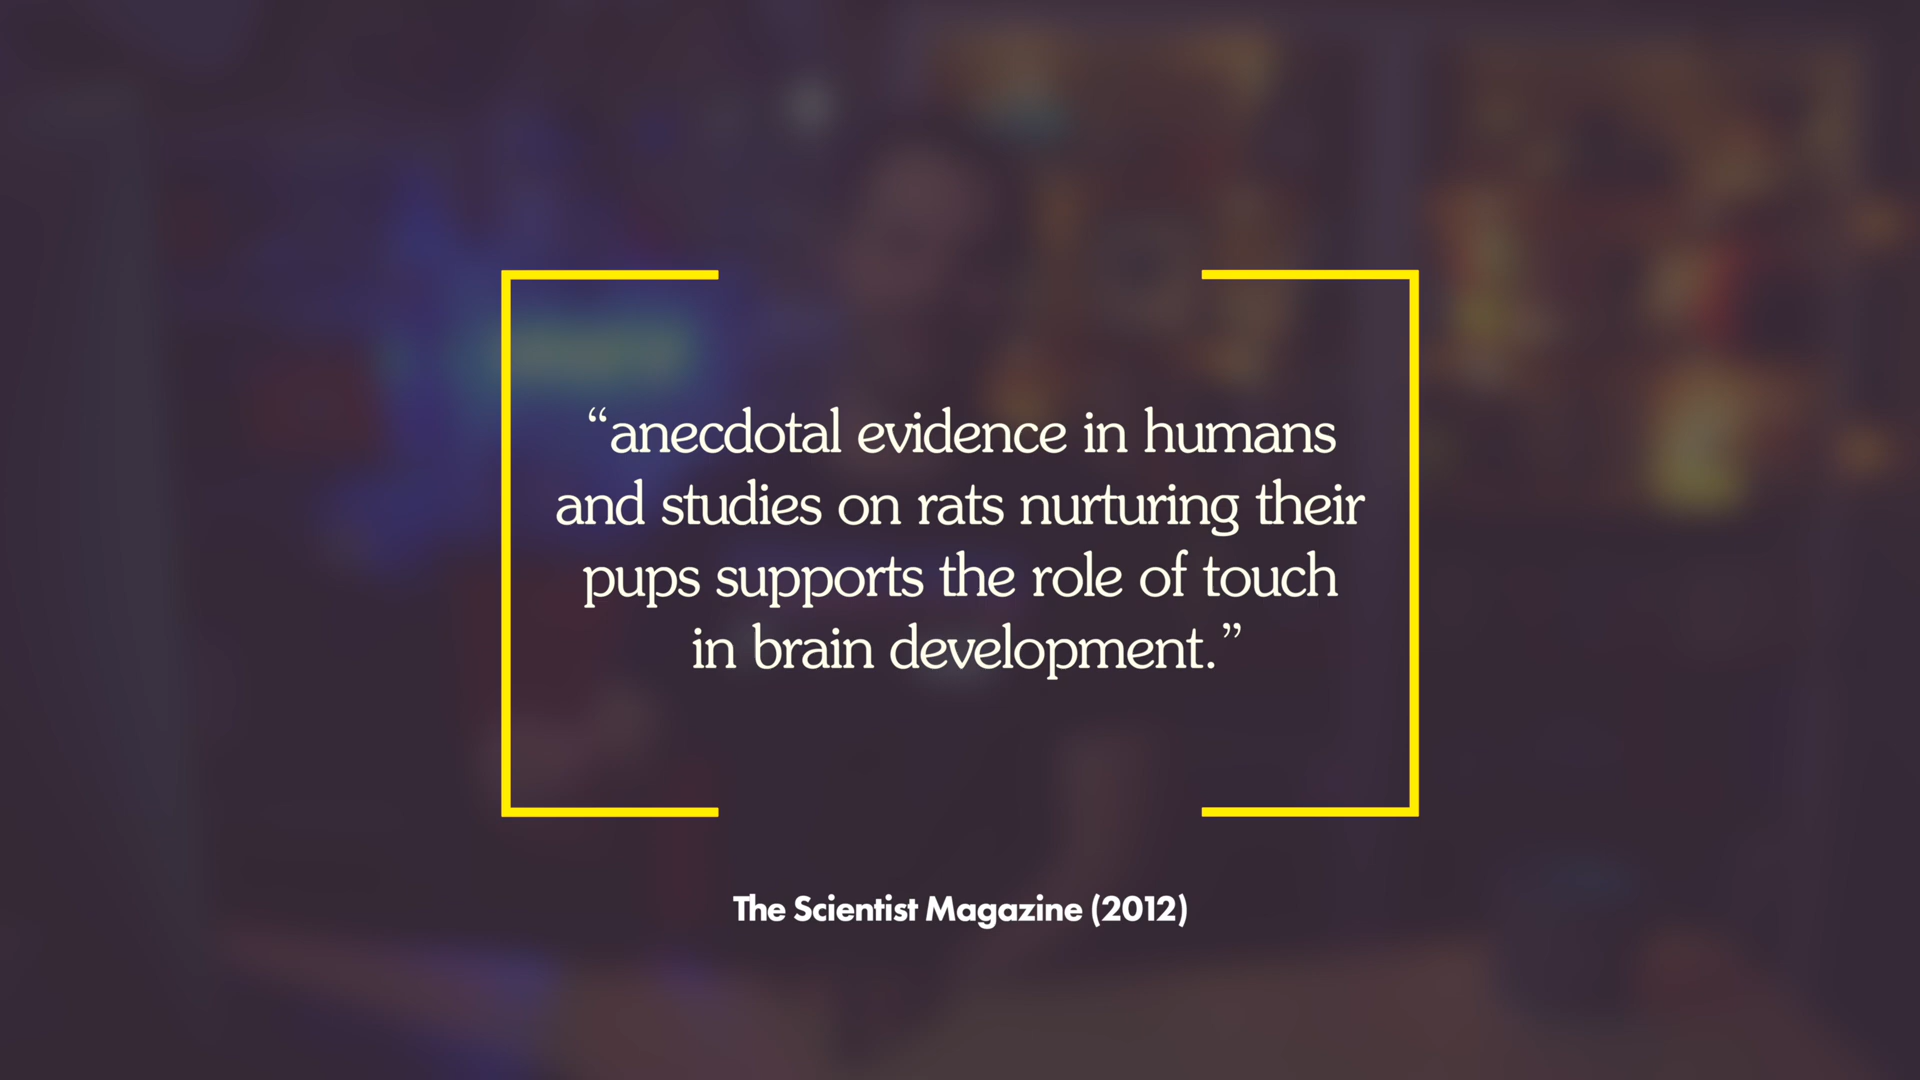 “anecdotal evidence in humans
and studies on rats nurturing their
pups supports the role of touch
in brain development.”
The Scientist Magazine (2012)